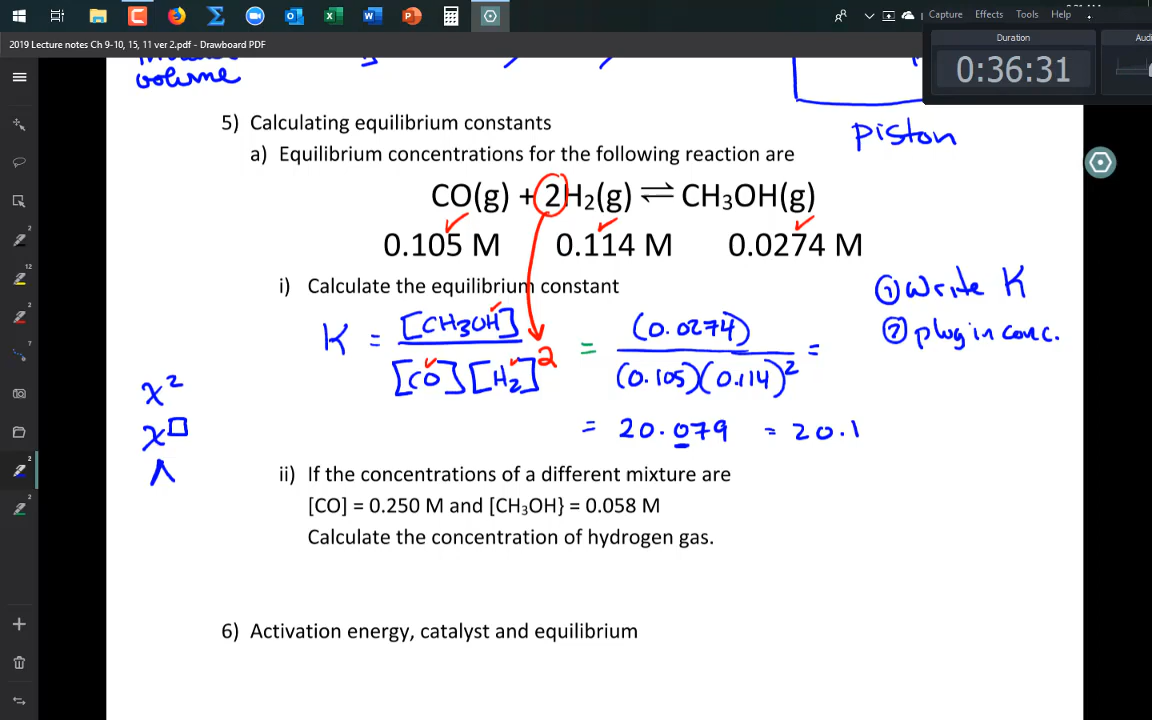 Capture Effects Tools Help
2019 Lecture notes Ch 9-10, 15, 11 ver 2.pdf - Drawboard PDF
Duration
0:36:31
volume
piston
5) Calculating equilibrium constants
a) Equilibrium concentrations for the following reaction are
CO(g) + 2H₂(g) ⇌ CH₃OH(g)
0.105 M 0.114 M 0.0274 M
i) Calculate the equilibrium constant
① write K
② plug in conc.
K = [CH3OH] / [CO][H₂]² = (0.0274) / (0.105)(0.114)² =
= 20.079 = 20.1
x²
x□
^
ii) If the concentrations of a different mixture are
[CO] = 0.250 M and [CH₃OH} = 0.058 M
Calculate the concentration of hydrogen gas.
6) Activation energy, catalyst and equilibrium